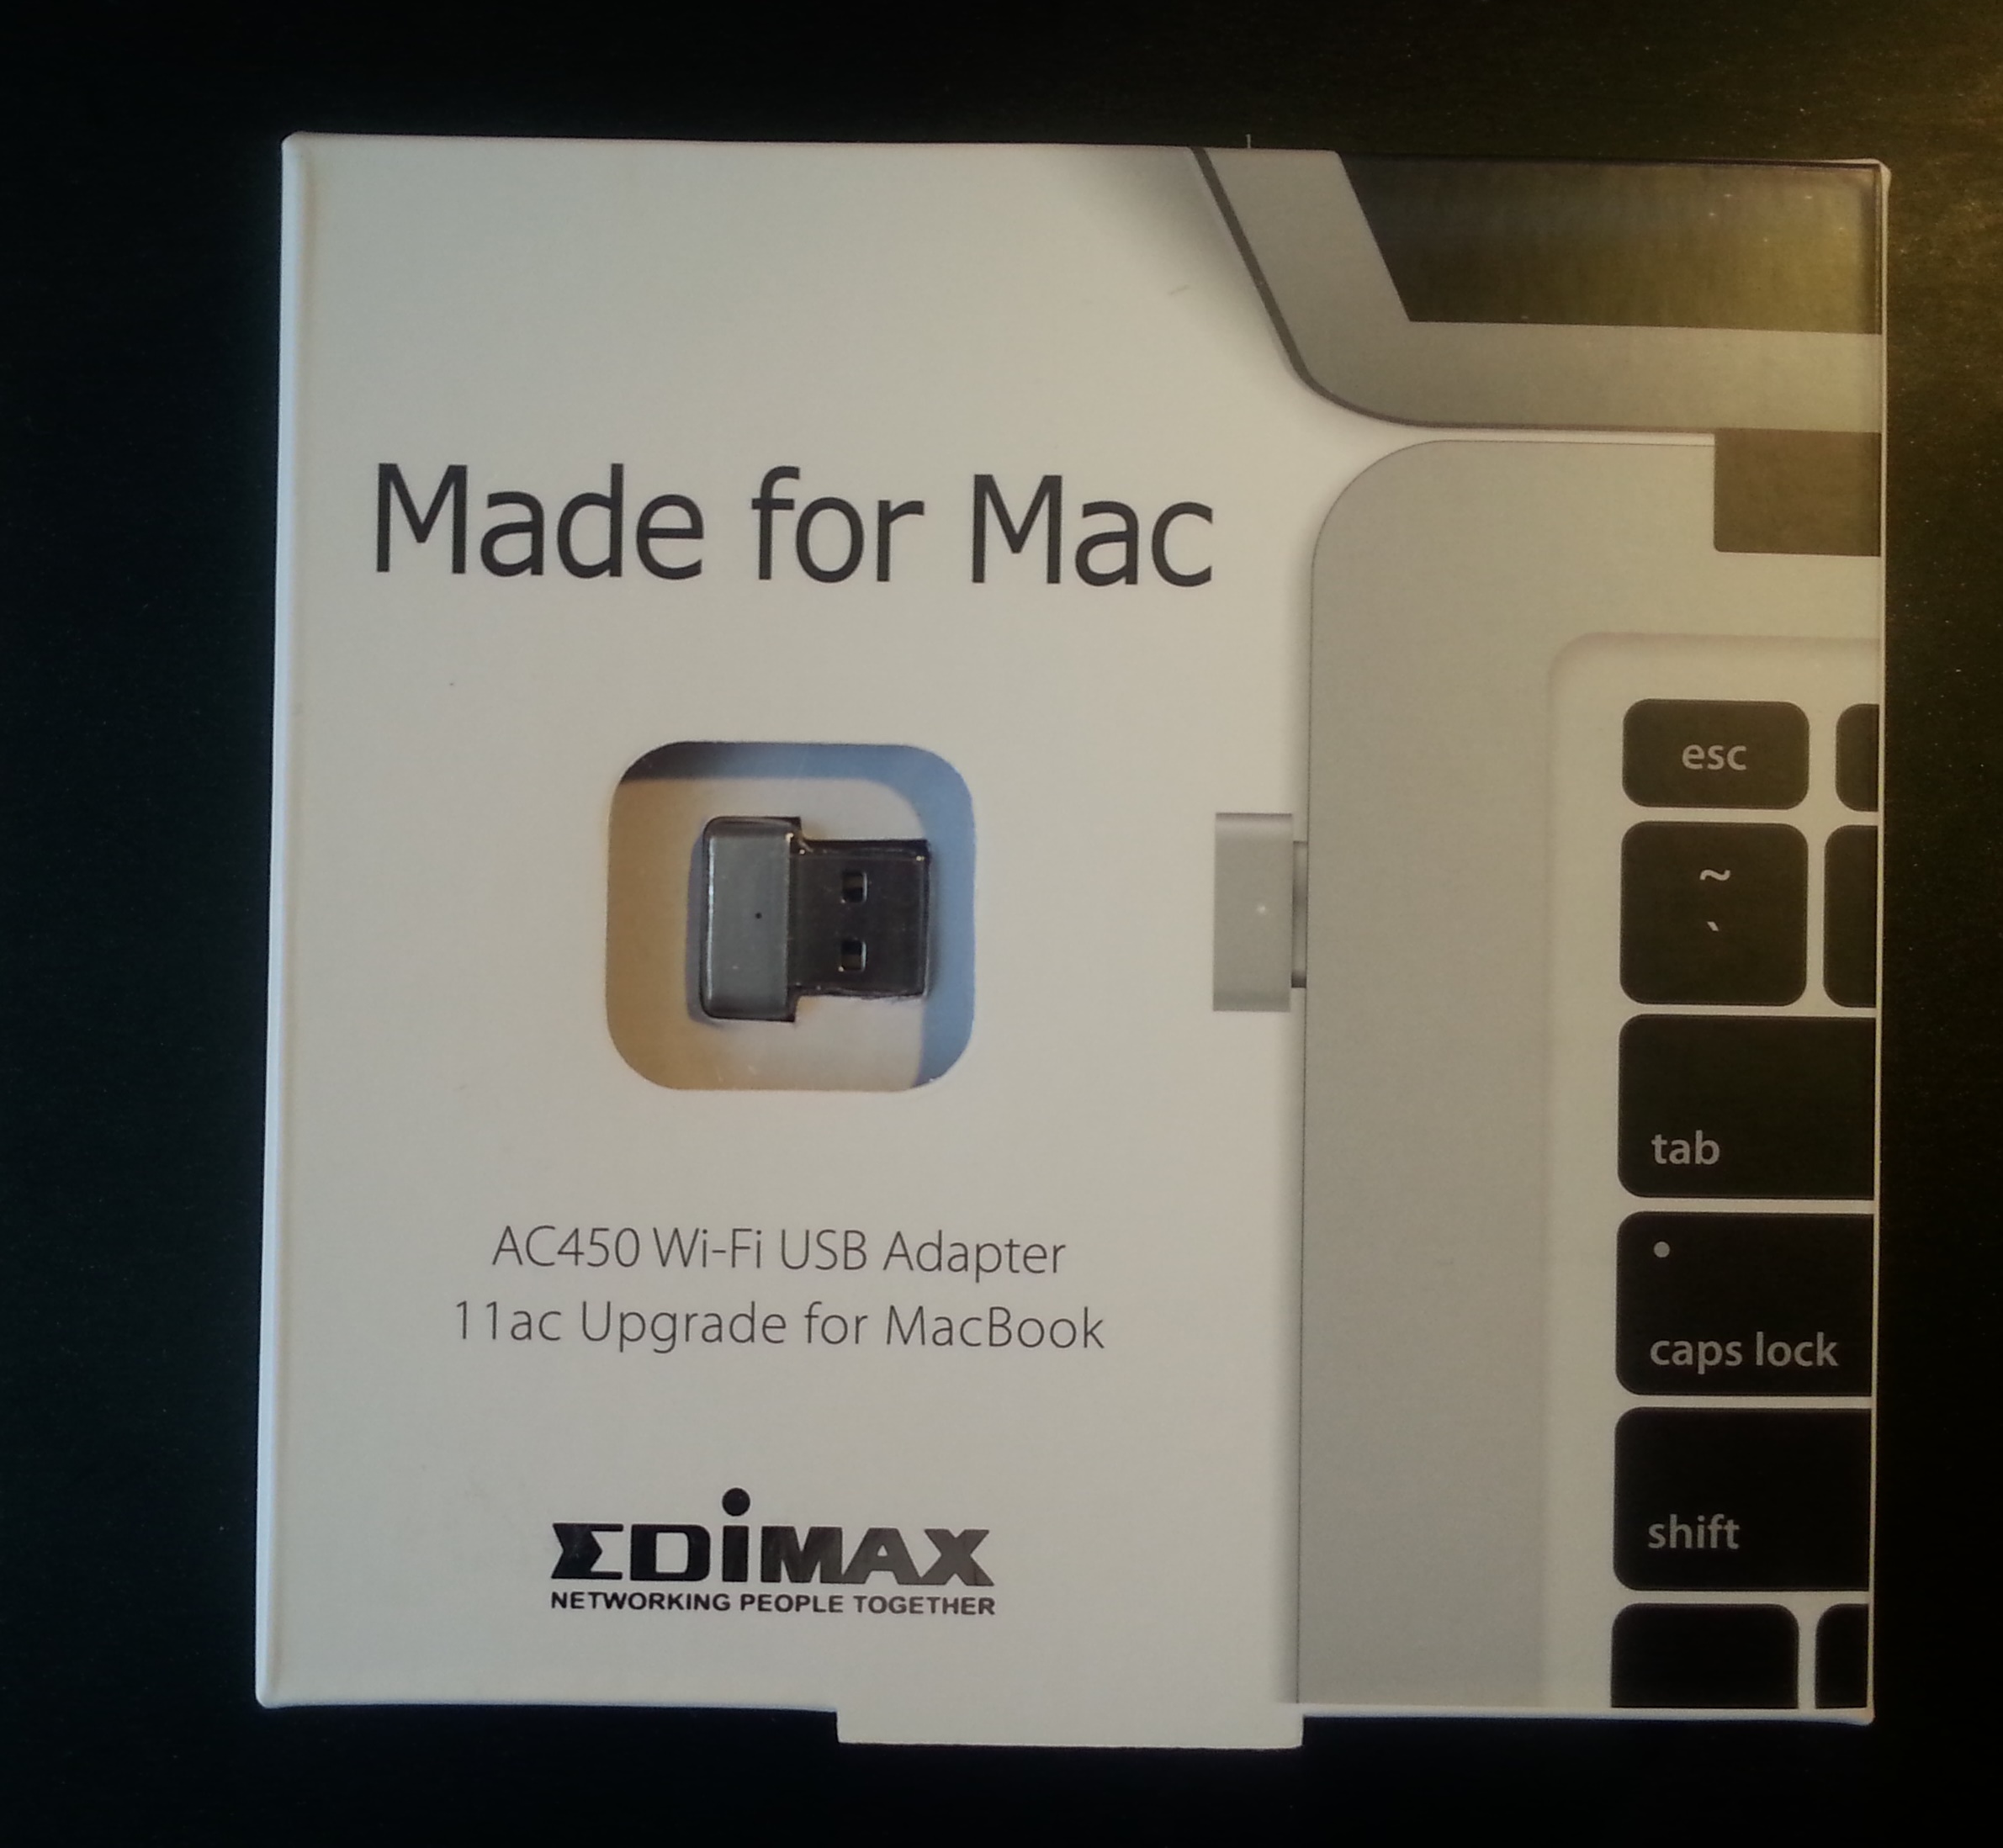 Made for Mac
AC450 Wi-Fi USB Adapter
11ac Upgrade for MacBook
EDiMAX
NETWORKING PEOPLE TOGETHER
esc
~
`
tab
caps lock
shift